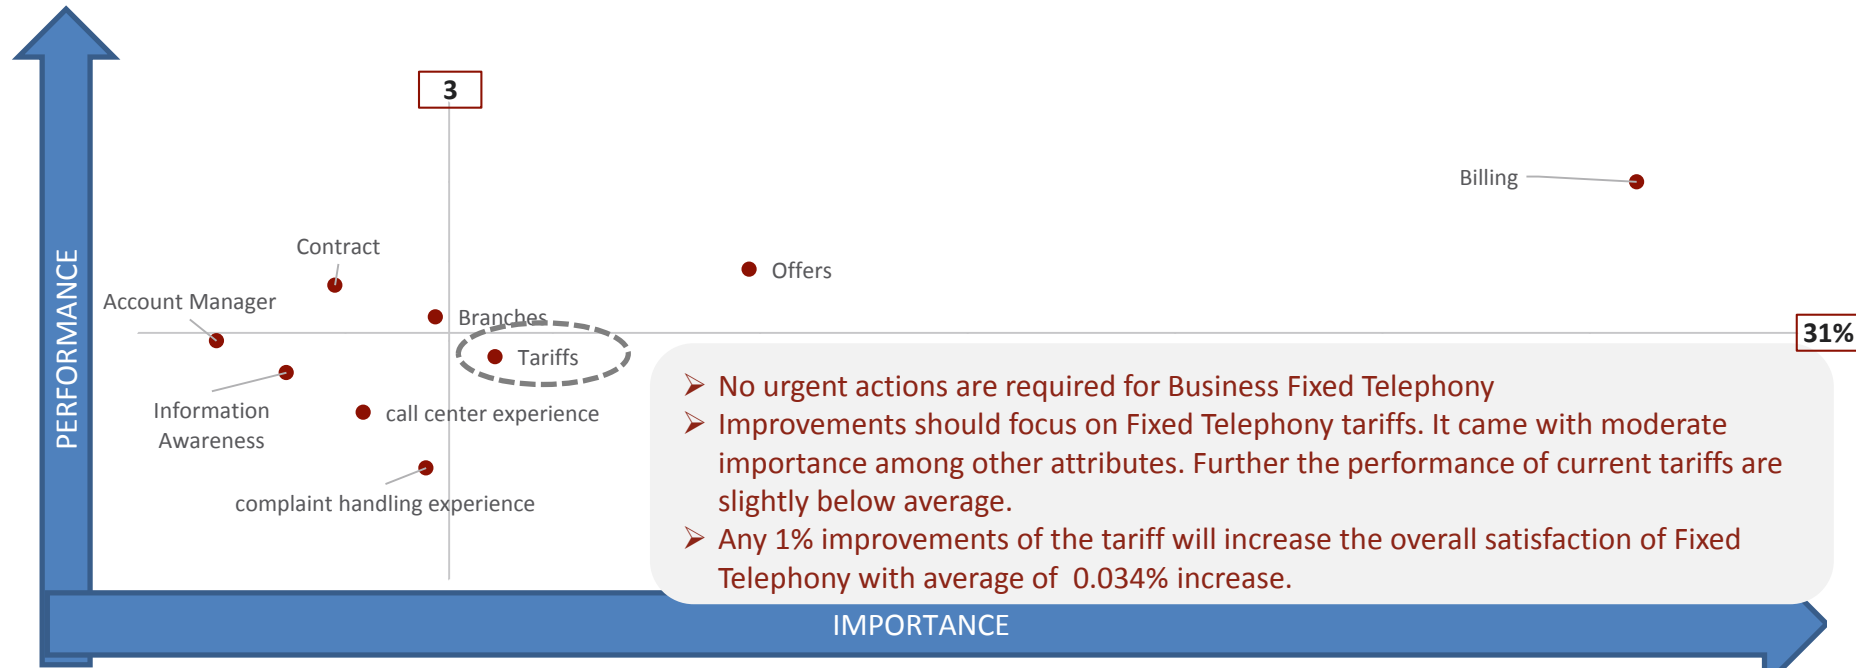 3
Billing
Contract
Offers
Account Manager
Branches
31%
Tariffs
Information
Awareness
call center experience
complaint handling experience
PERFORMANCE
➢ No urgent actions are required for Business Fixed Telephony
➢ Improvements should focus on Fixed Telephony tariffs. It came with moderate
importance among other attributes. Further the performance of current tariffs are
slightly below average.
➢ Any 1% improvements of the tariff will increase the overall satisfaction of Fixed
Telephony with average of  0.034% increase.
IMPORTANCE